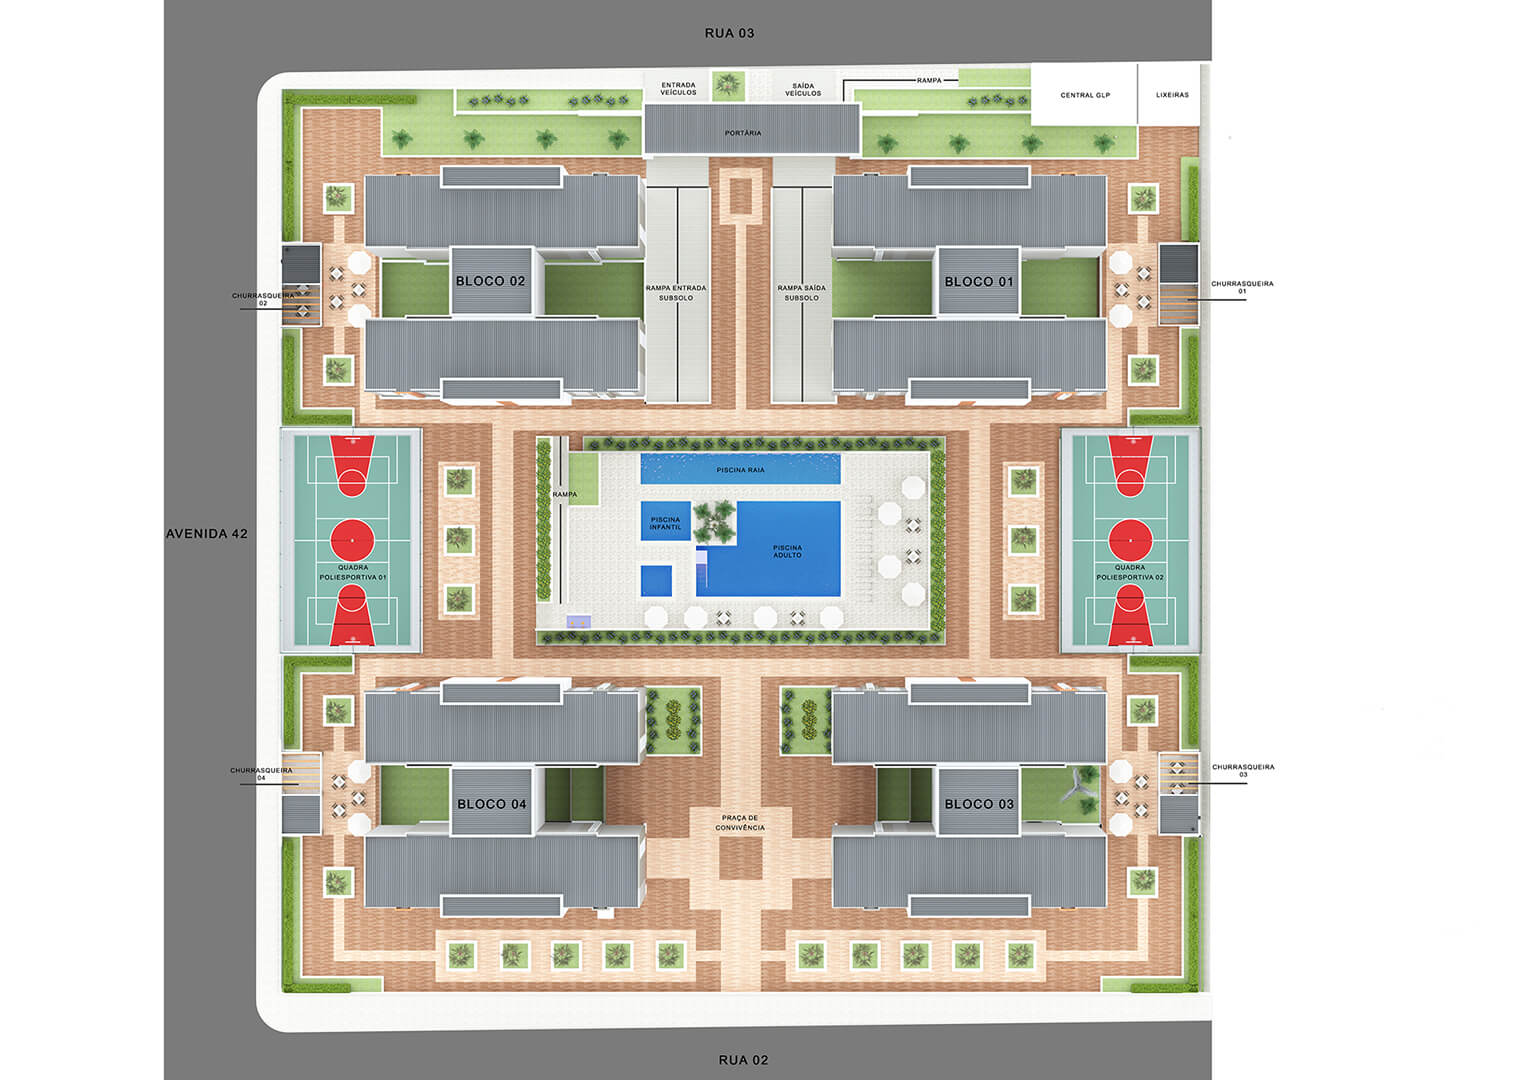 RUA 03
ENTRADA
VEÍCULOS
SAÍDA
VEÍCULOS
RAMPA
CENTRAL GLP
LIXEIRAS
PORTÁRIA
BLOCO 02
BLOCO 01
RAMPA ENTRADA
SUBSOLO
RAMPA SAÍDA
SUBSOLO
CHURRASQUEIRA
02
CHURRASQUEIRA
01
PISCINA RAIA
RAMPA
PISCINA
INFANTIL
PISCINA
ADULTO
AVENIDA 42
QUADRA
POLIESPORTIVA 01
QUADRA
POLIESPORTIVA 02
CHURRASQUEIRA
04
CHURRASQUEIRA
03
BLOCO 04
BLOCO 03
PRAÇA DE
CONVIVÊNCIA
RUA 02